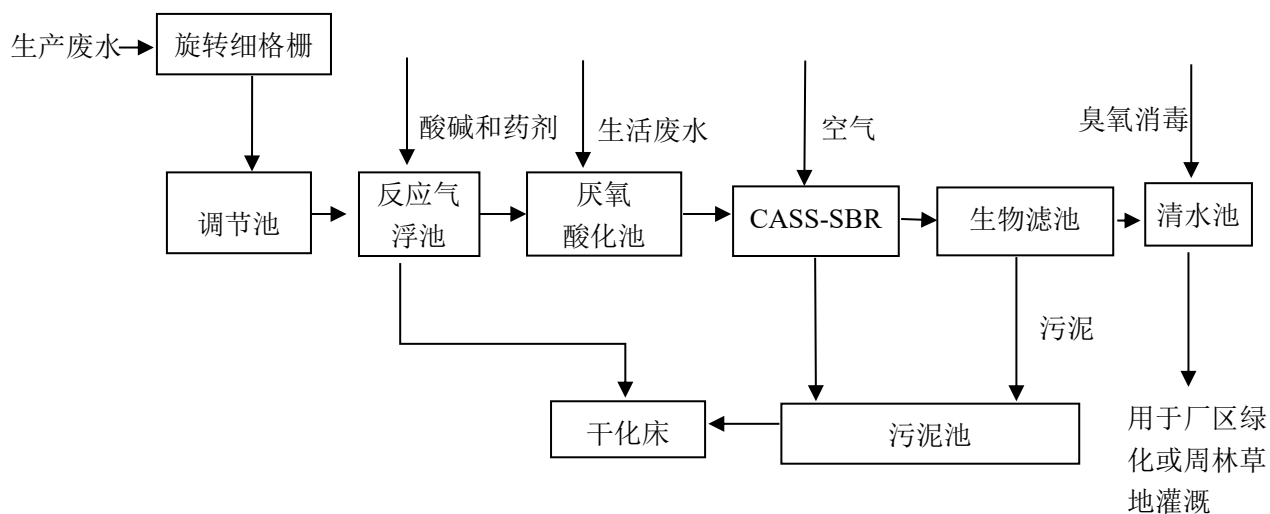 生产废水
旋转细格栅
酸碱和药剂
生活废水
空气
臭氧消毒
调节池
反应气
浮池
厌氧
酸化池
CASS-SBR
生物滤池
清水池
污泥
干化床
污泥池
用于厂区绿
化或周林草
地灌溉